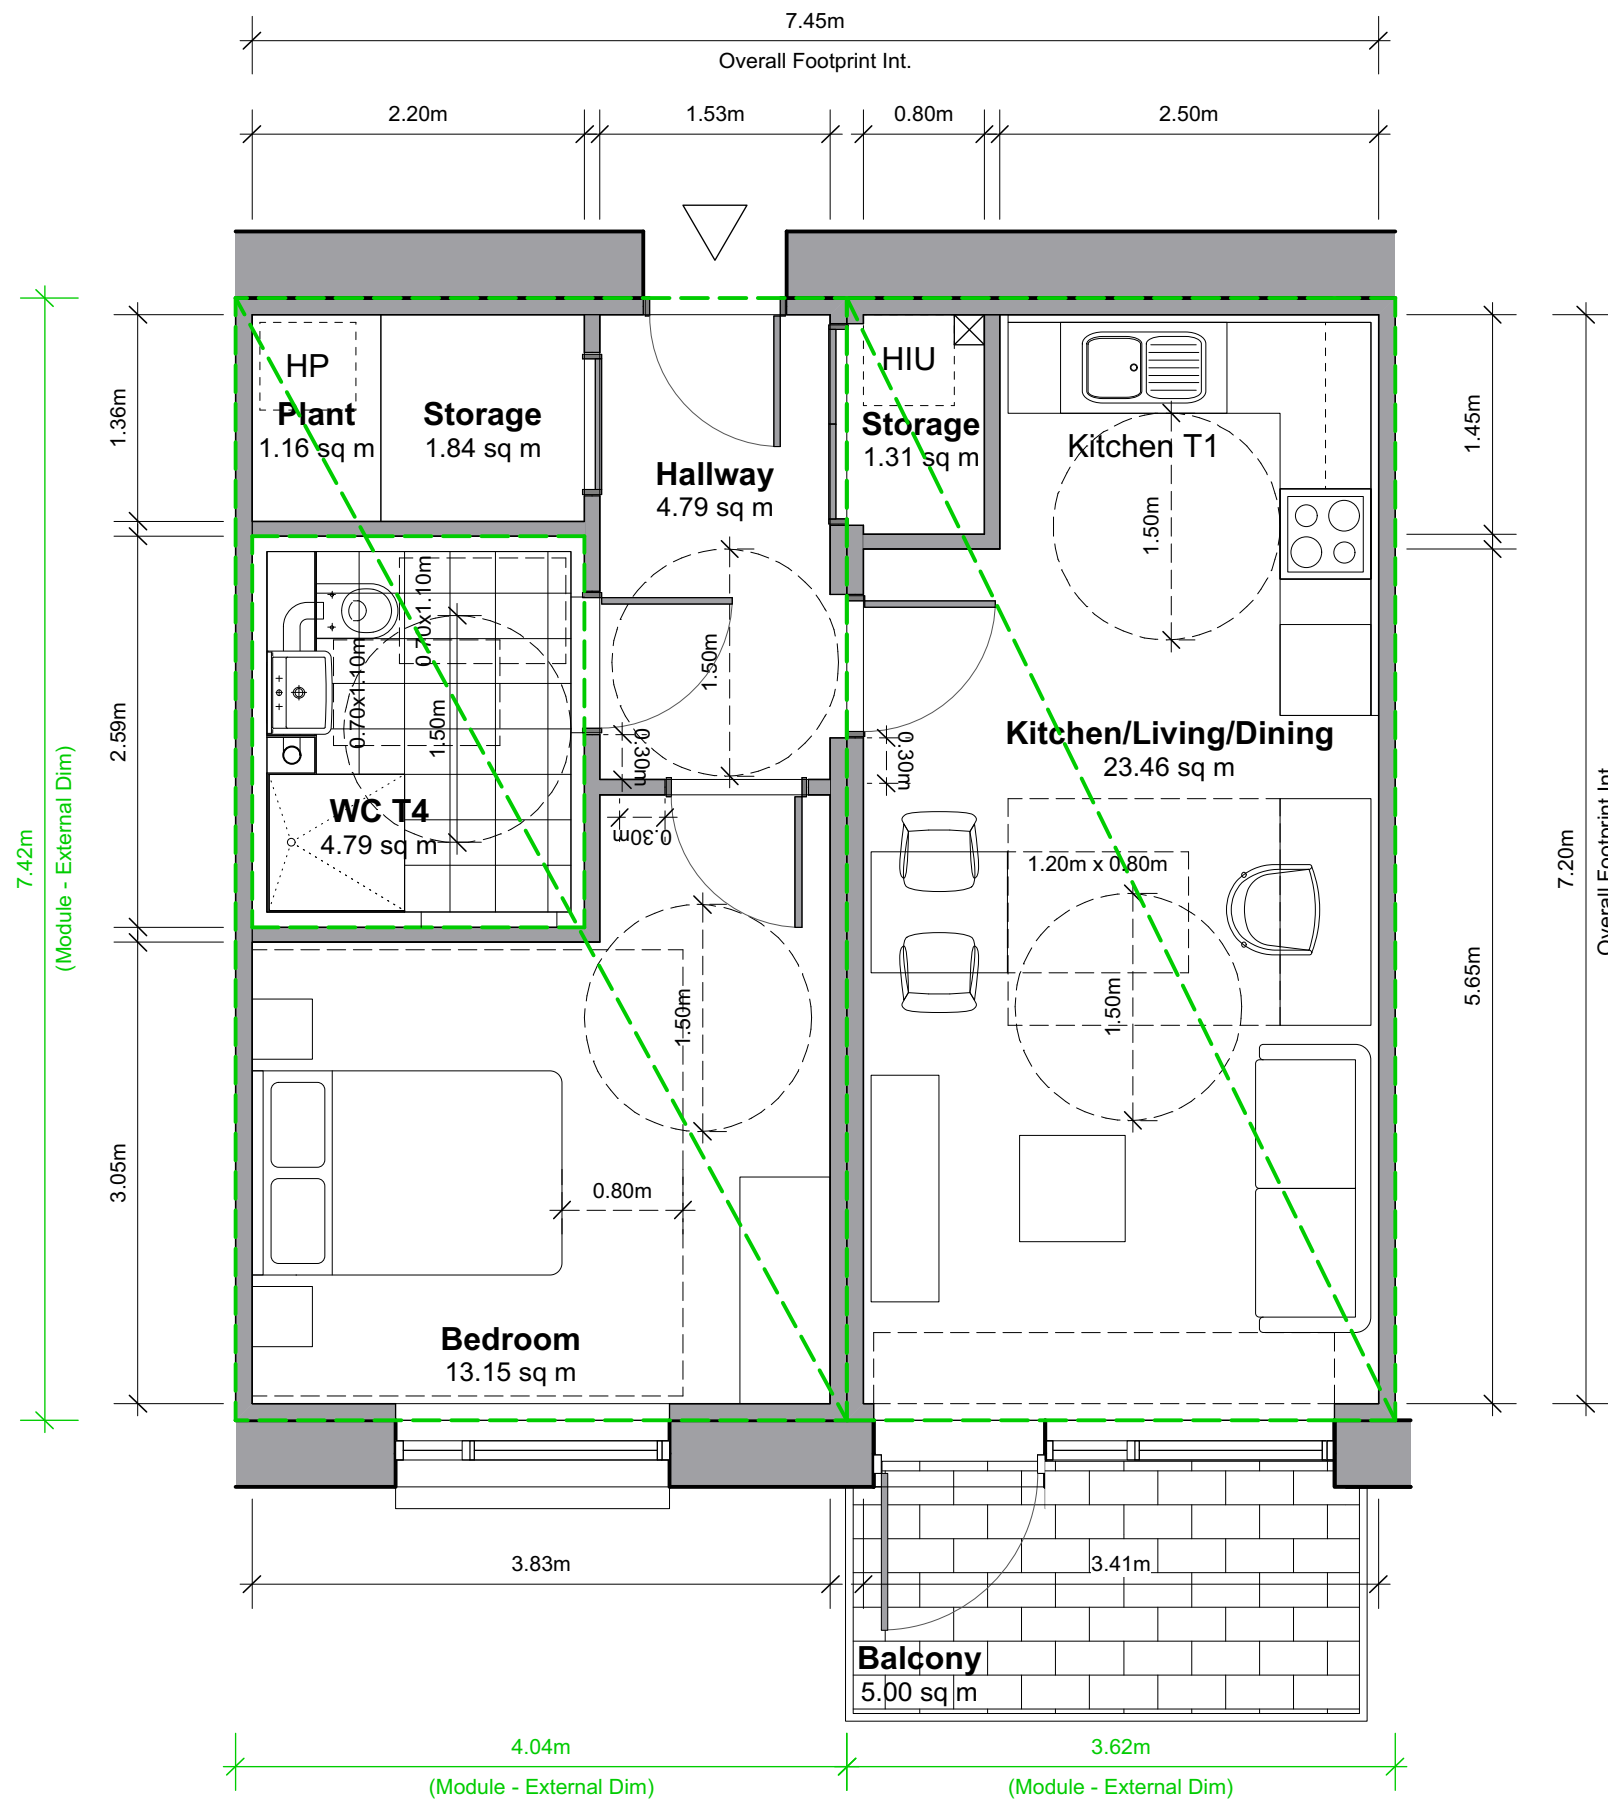 7.45m
Overall Footprint Int.
2.20m
1.53m
0.80m
2.50m
HP
Plant
1.16 sq m
Storage
1.84 sq m
Hallway
4.79 sq m
HIU
Storage
1.31 sq m
Kitchen T1
1.50m
1.36m
1.45m
0.70x1.10m
0.70x1.10m
1.50m
1.50m
0.30m
0.30m
0.30m
2.59m
WC T4
4.79 sq m
Kitchen/Living/Dining
23.46 sq m
1.20m x 0.80m
1.50m
7.42m
(Module - External Dim)
7.20m
Overall Footprint Int.
5.65m
1.50m
3.05m
0.80m
Bedroom
13.15 sq m
3.83m
3.41m
Balcony
5.00 sq m
4.04m
(Module - External Dim)
3.62m
(Module - External Dim)